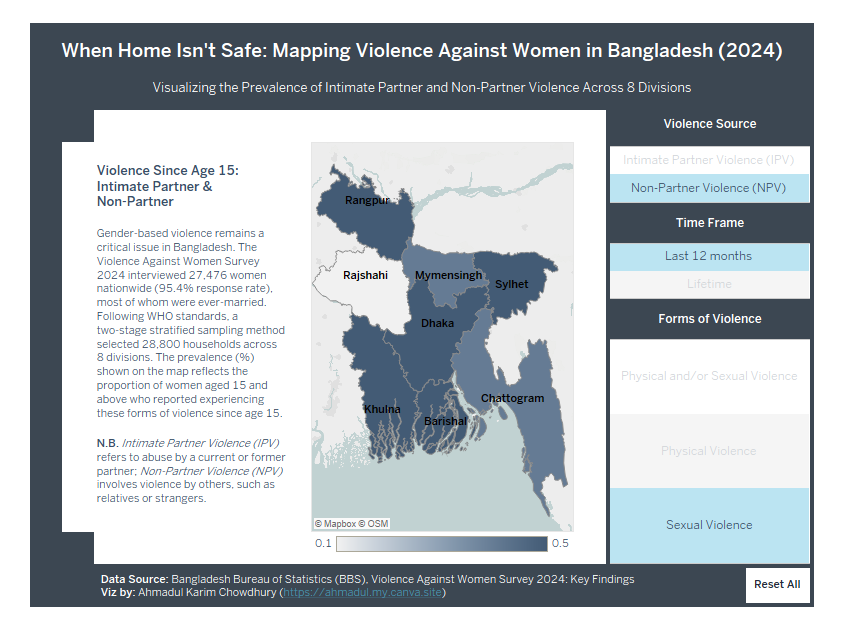 When Home Isn't Safe: Mapping Violence Against Women in Bangladesh (2024)
Visualizing the Prevalence of Intimate Partner and Non-Partner Violence Across 8 Divisions
Violence Since Age 15:
Intimate Partner &
Non-Partner
Gender-based violence remains a
critical issue in Bangladesh. The
Violence Against Women Survey
2024 interviewed 27,476 women
nationwide (95.4% response rate),
most of whom were ever-married.
Following WHO standards, a
two-stage stratified sampling method
selected 28,800 households across
8 divisions. The prevalence (%)
shown on the map reflects the
proportion of women aged 15 and
above who reported experiencing
these forms of violence since age 15.
N.B. Intimate Partner Violence (IPV)
refers to abuse by a current or former
partner; Non-Partner Violence (NPV)
involves violence by others, such as
relatives or strangers.
Rangpur
Rajshahi
Mymensingh
Sylhet
Dhaka
Chattogram
Khulna
Barishal
© Mapbox © OSM
0.1
0.5
Violence Source
Intimate Partner Violence (IPV)
Non-Partner Violence (NPV)
Time Frame
Last 12 months
Lifetime
Forms of Violence
Physical and/or Sexual Violence
Physical Violence
Sexual Violence
Data Source: Bangladesh Bureau of Statistics (BBS), Violence Against Women Survey 2024: Key Findings
Viz by: Ahmadul Karim Chowdhury (https://ahmadul.my.canva.site)
Reset All